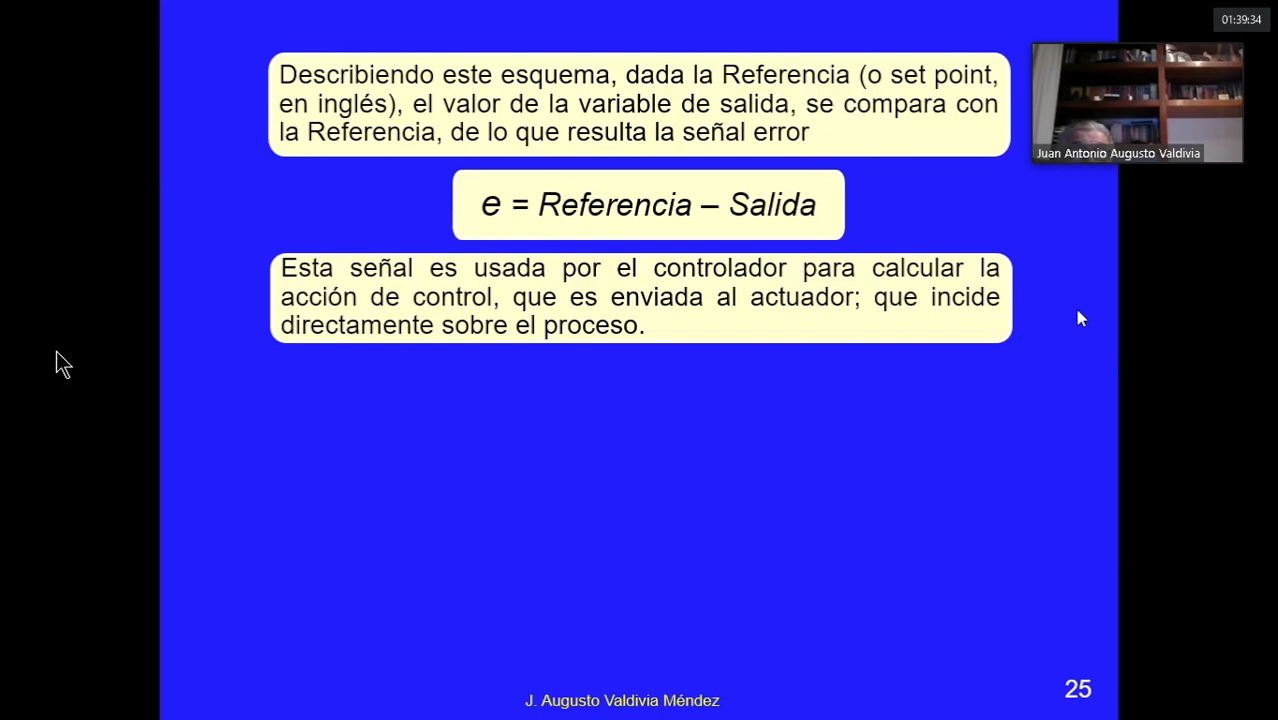 01:39:34
Describiendo este esquema, dada la Referencia (o set point,
en inglés), el valor de la variable de salida, se compara con
la Referencia, de lo que resulta la señal error
Juan Antonio Augusto Valdivia
e = Referencia – Salida
Esta señal es usada por el controlador para calcular la
acción de control, que es enviada al actuador; que incide
directamente sobre el proceso.
J. Augusto Valdivia Méndez
25